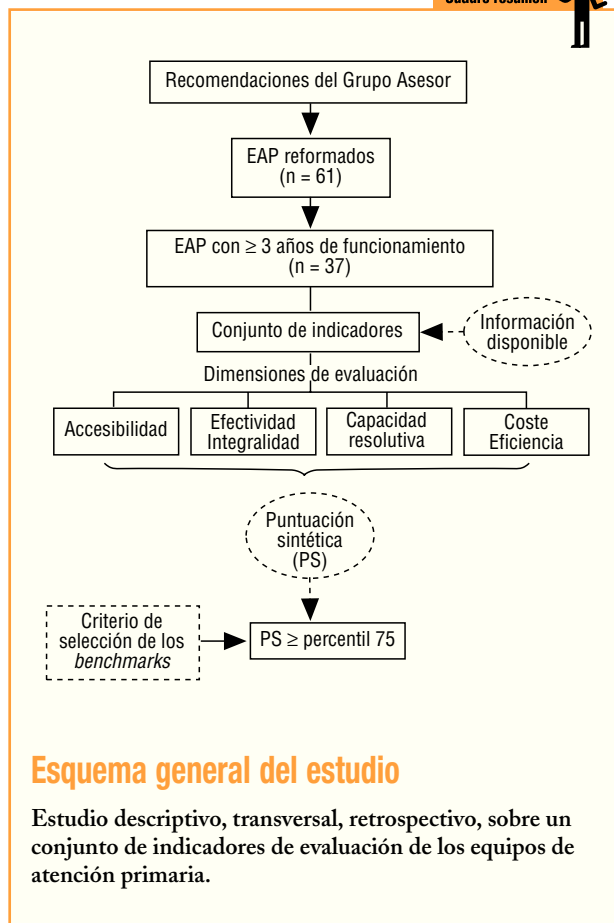 Cuadro resumen
Recomendaciones del Grupo Asesor
EAP reformados
(n = 61)
EAP con ≥ 3 años de funcionamiento
(n = 37)
Conjunto de indicadores
Información
disponible
Dimensiones de evaluación
Accesibilidad
Efectividad
Integralidad
Capacidad
resolutiva
Coste
Eficiencia
Puntuación
sintética
(PS)
Criterio de
selección de los
benchmarks
PS ≥ percentil 75
Esquema general del estudio
Estudio descriptivo, transversal, retrospectivo, sobre un
conjunto de indicadores de evaluación de los equipos de
atención primaria.